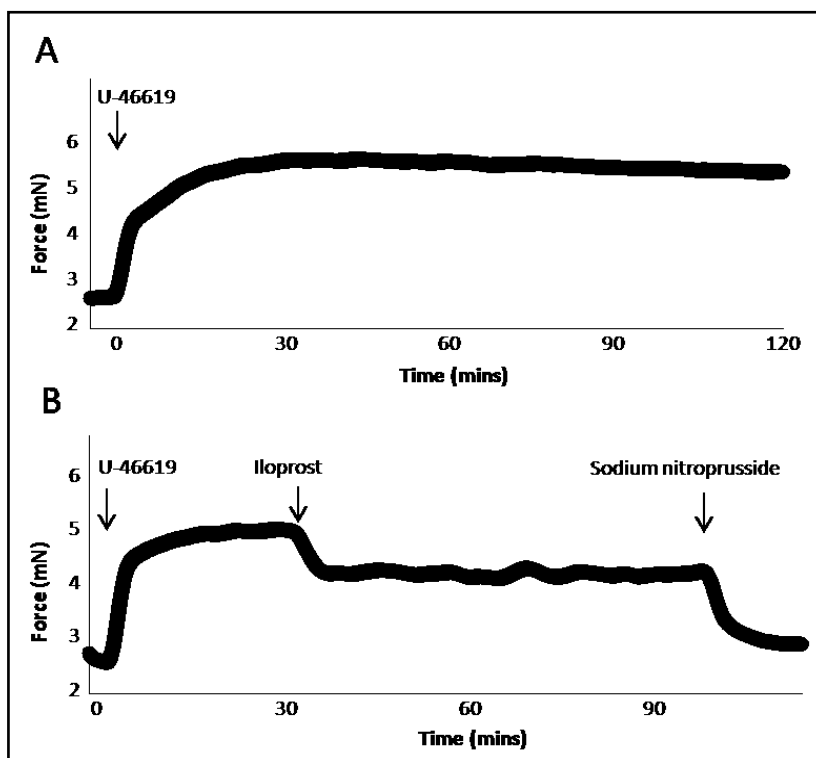 A
U-46619
6
5
4
3
2
Force (mN)
0 30 60 90 120
Time (mins)
B
U-46619 Iloprost Sodium nitroprusside
6
5
4
3
2
Force (mN)
0 30 60 90
Time (mins)